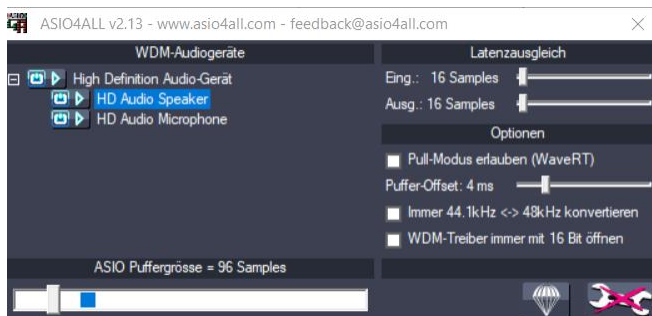 ASIO4ALL v2.13 - www.asio4all.com - feedback@asio4all.com
WDM-Audiogeräte
High Definition Audio-Gerät
HD Audio Speaker
HD Audio Microphone
ASIO Puffergrösse = 96 Samples
Latenzausgleich
Eing.: 16 Samples
Ausg.: 16 Samples
Optionen
Pull-Modus erlauben (WaveRT)
Puffer-Offset: 4 ms
Immer 44.1kHz <-> 48kHz konvertieren
WDM-Treiber immer mit 16 Bit öffnen